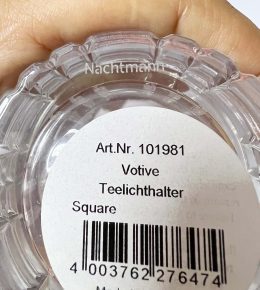 Nachtmann
Art.Nr. 101981
Votive
Teelichthalter
Square
4 003762 276474